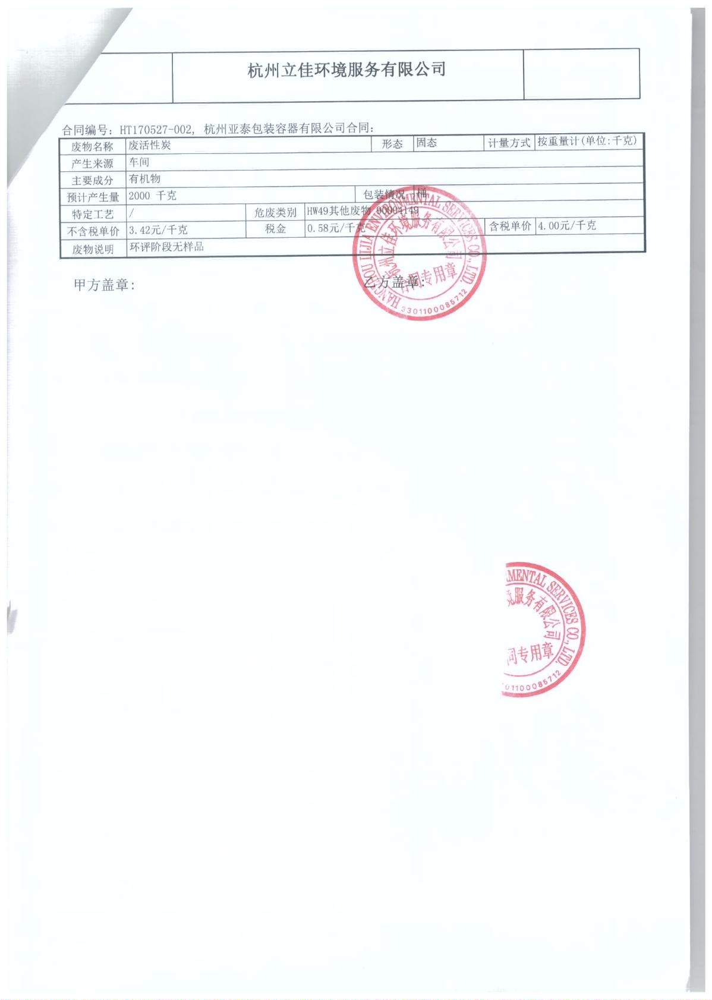 杭州立佳环境服务有限公司
合同编号：HT170527-002, 杭州亚泰包装容器有限公司合同：
废物名称 废活性炭 形态 固态 计量方式 按重量计(单位:千克)
产生来源 车间
主要成分 有机物
预计产生量 2000 千克 包装情况 桶
特定工艺 / 危废类别 HW49其他废物 90004149
不含税单价 3.42元/千克 税金 0.58元/千克 含税单价 4.00元/千克
废物说明 环评阶段无样品
甲方盖章： 乙方盖章：
HANGZHOU LIJIA ENVIRONMENTAL SERVICES CO., LTD.
杭州立佳环境服务有限公司
合同专用章
3301100085712
MENTAL SERVICES CO., LTD.
境服务有限公司
同专用章
01100085712